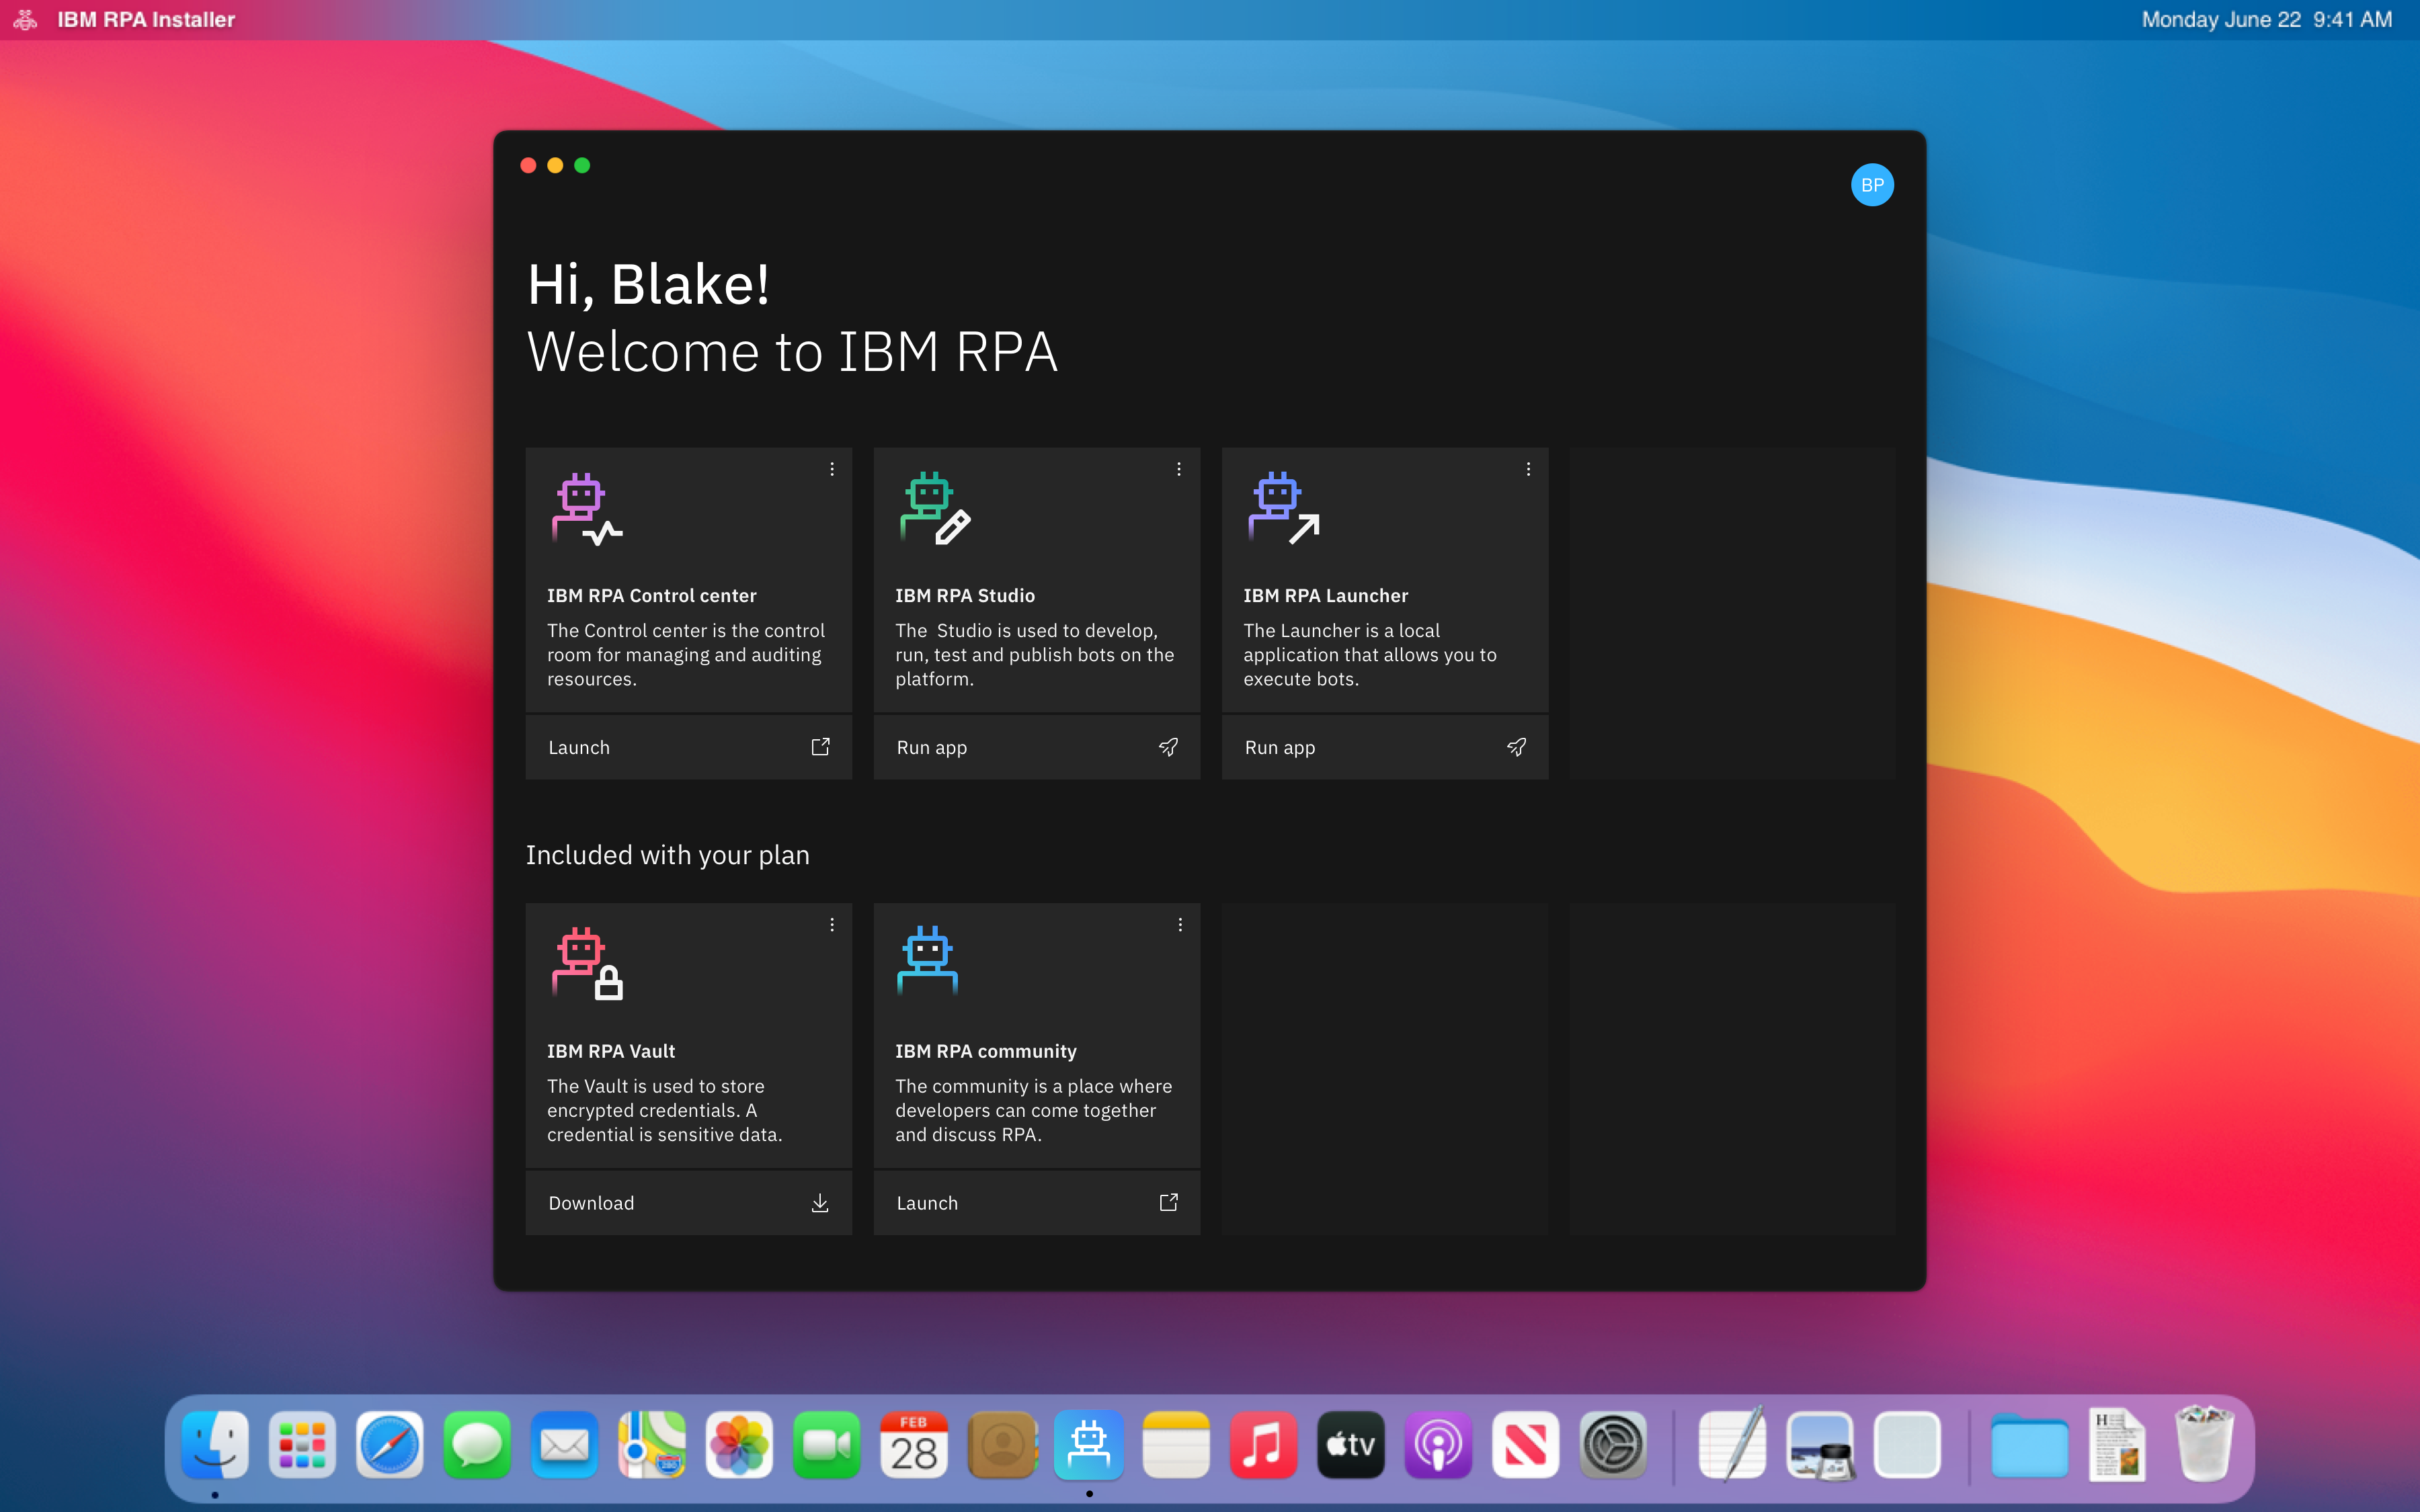 IBM RPA Installer
Monday June 22 9:41 AM
BP
Hi, Blake!
Welcome to IBM RPA
IBM RPA Control center
The Control center is the control
room for managing and auditing
resources.
Launch
IBM RPA Studio
The  Studio is used to develop,
run, test and publish bots on the
platform.
Run app
IBM RPA Launcher
The Launcher is a local
application that allows you to
execute bots.
Run app
Included with your plan
IBM RPA Vault
The Vault is used to store
encrypted credentials. A
credential is sensitive data.
Download
IBM RPA community
The community is a place where
developers can come together
and discuss RPA.
Launch
280
FEB
28
tv